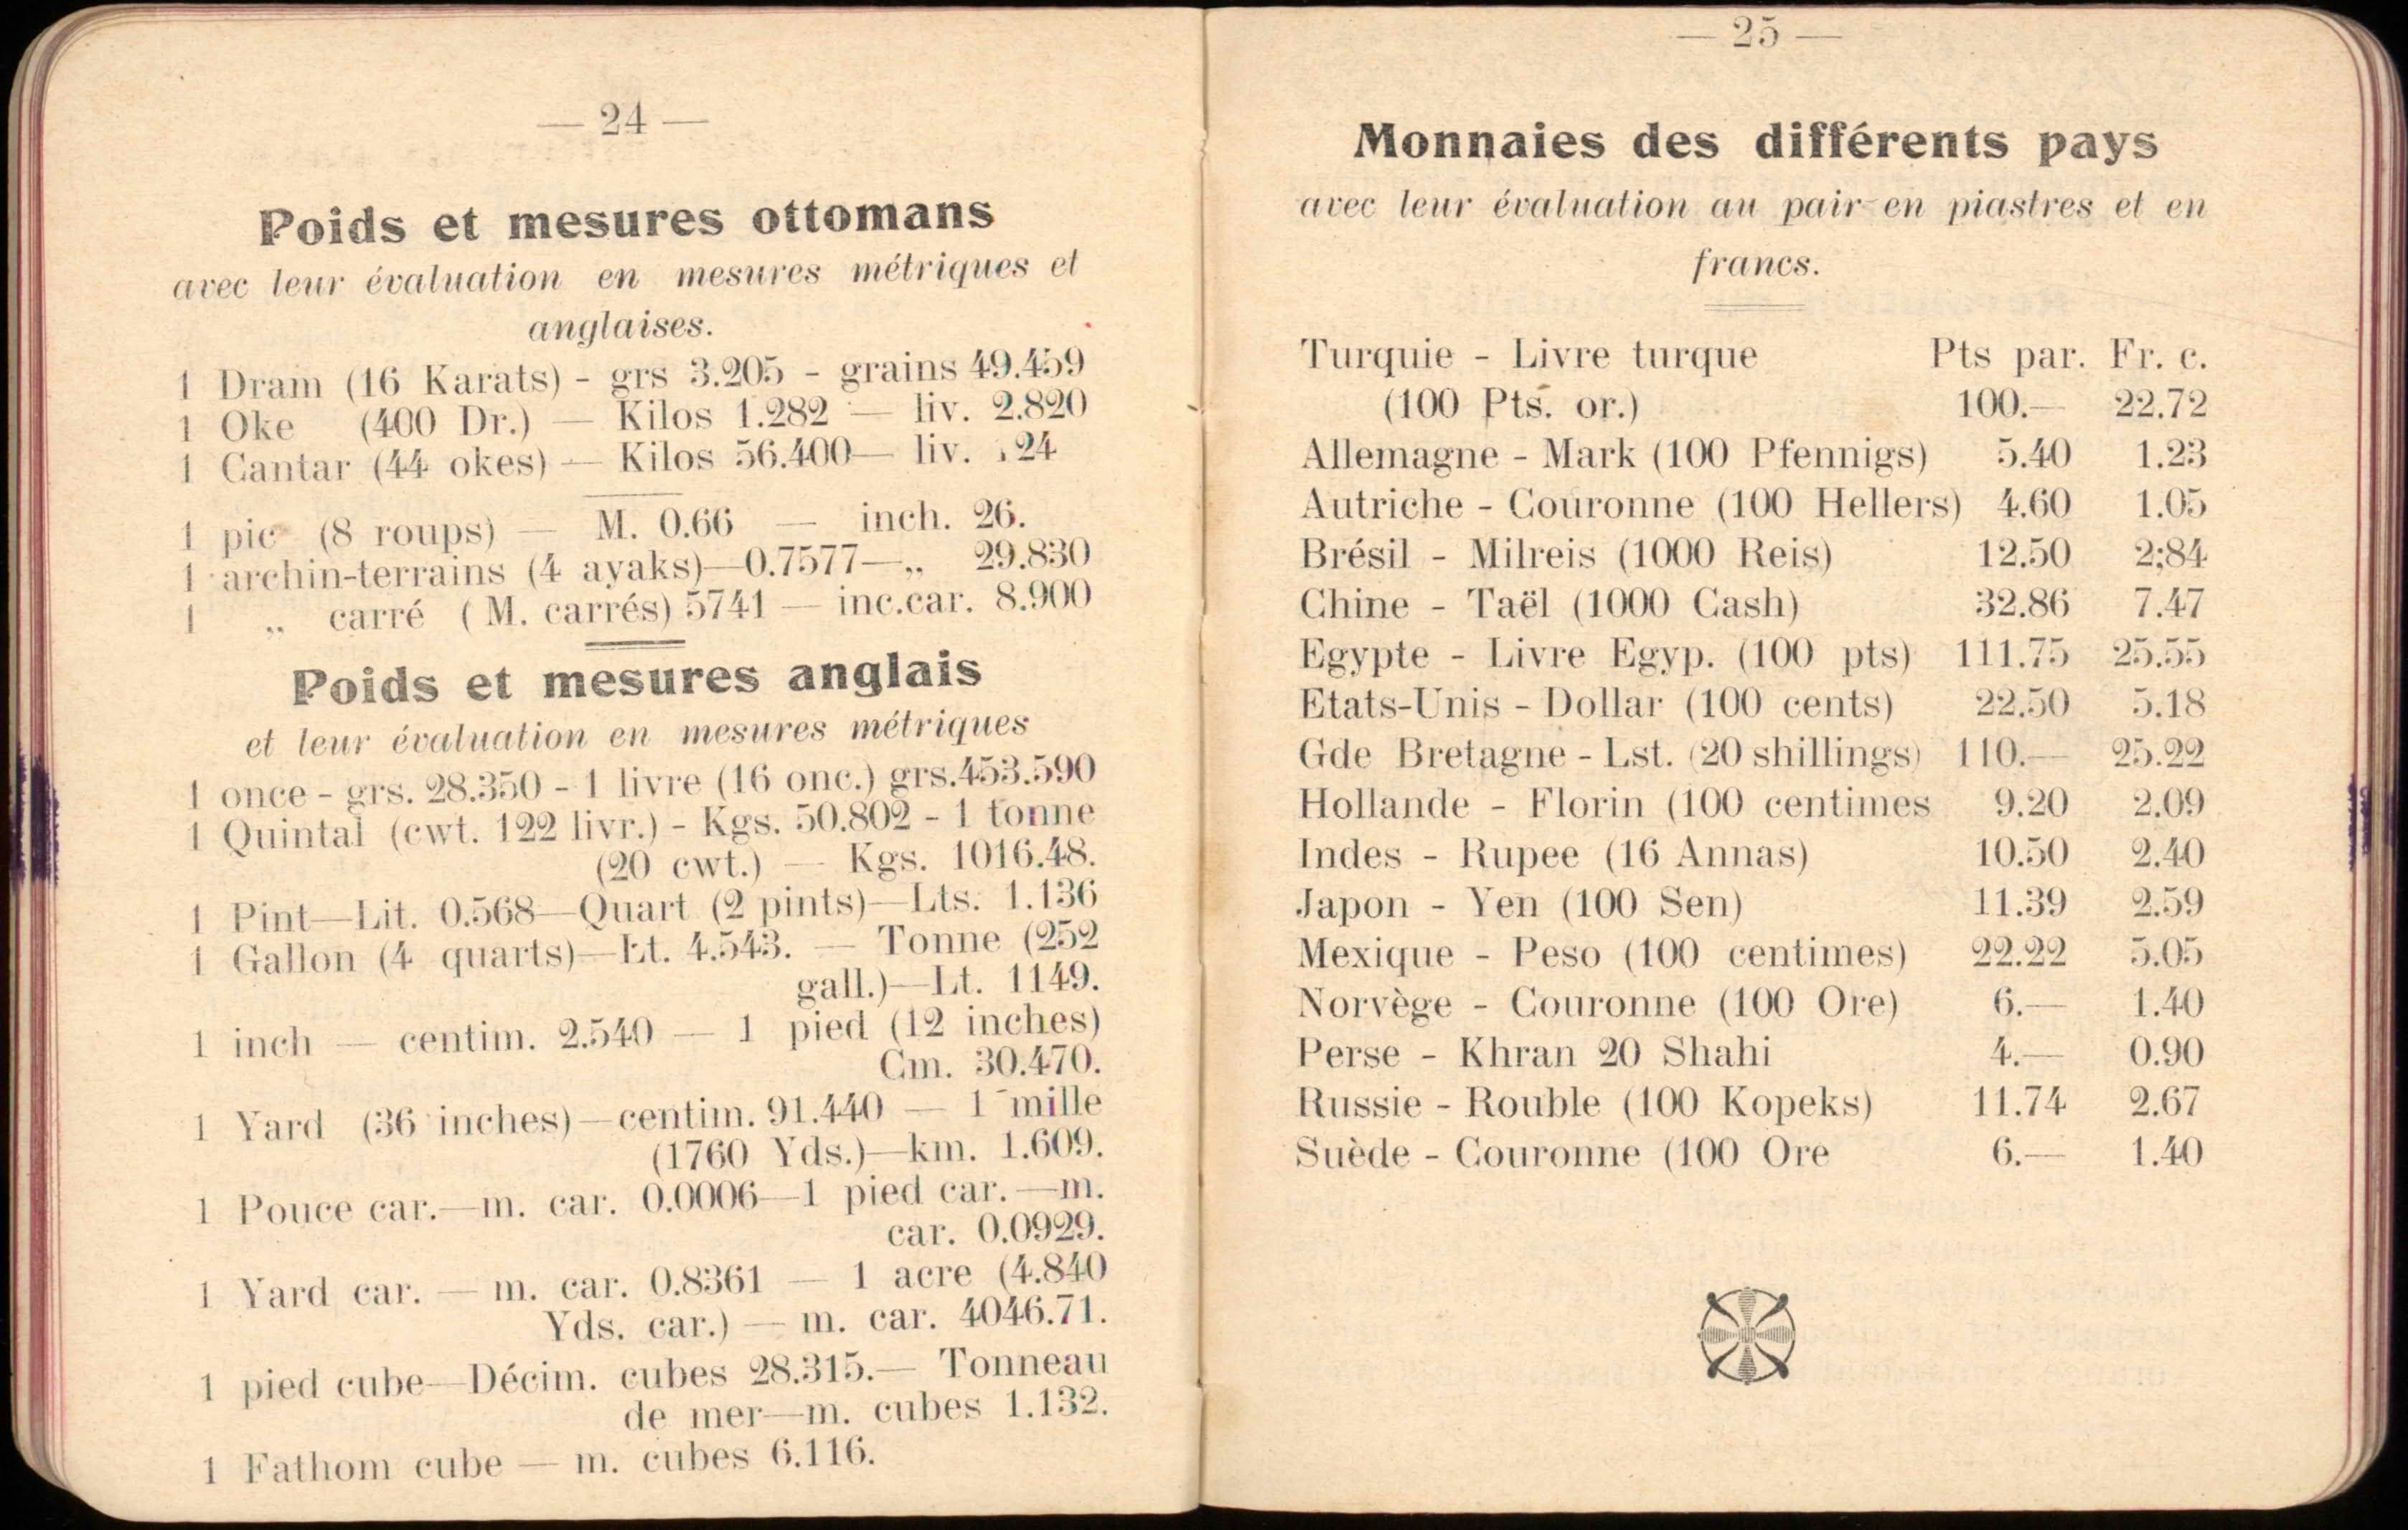 — 24 —
Poids et mesures ottomans
avec leur évaluation en mesures métriques et
anglaises.
1 Dram (16 Karats) - grs 3.205 - grains 49.459
1 Oke (400 Dr.) — Kilos 1.282 — liv. 2.820
1 Cantar (44 okes) — Kilos 56.400— liv. 124
1 pic (8 roups) — M. 0.66 — inch. 26.
1 archin-terrains (4 ayaks)—0.7577—„ 29.830
1 „ carré ( M. carrés) 5741 — inc.car. 8.900
Poids et mesures anglais
et leur évaluation en mesures métriques
1 once - grs. 28.350 - 1 livre (16 onc.) grs.453.590
1 Quintal (cwt. 122 livr.) - Kgs. 50.802 - 1 tonne
(20 cwt.) — Kgs. 1016.48.
1 Pint—Lit. 0.568—Quart (2 pints)—Lts. 1.136
1 Gallon (4 quarts)—Lt. 4.543. — Tonne (252
gall.)—Lt. 1149.
1 inch — centim. 2.540 — 1 pied (12 inches)
Cm. 30.470.
1 Yard (36 inches)—centim. 91.440 — 1 mille
(1760 Yds.)—km. 1.609.
1 Pouce car.—m. car. 0.0006—1 pied car.—m.
car. 0.0929.
1 Yard car. — m. car. 0.8361 — 1 acre (4.840
Yds. car.) — m. car. 4046.71.
1 pied cube—Décim. cubes 28.315.— Tonneau
de mer—m. cubes 1.132.
1 Fathom cube — m. cubes 6.116.
— 25 —
Monnaies des différents pays
avec leur évaluation au pair en piastres et en
francs.
Turquie - Livre turque Pts par. Fr. c.
(100 Pts. or.) 100.— 22.72
Allemagne - Mark (100 Pfennigs) 5.40 1.23
Autriche - Couronne (100 Hellers) 4.60 1.05
Brésil - Milreis (1000 Reis) 12.50 2;84
Chine - Taël (1000 Cash) 32.86 7.47
Egypte - Livre Egyp. (100 pts) 111.75 25.55
Etats-Unis - Dollar (100 cents) 22.50 5.18
Gde Bretagne - Lst. (20 shillings) 110.— 25.22
Hollande - Florin (100 centimes 9.20 2.09
Indes - Rupee (16 Annas) 10.50 2.40
Japon - Yen (100 Sen) 11.39 2.59
Mexique - Peso (100 centimes) 22.22 5.05
Norvège - Couronne (100 Ore) 6.— 1.40
Perse - Khran 20 Shahi 4.— 0.90
Russie - Rouble (100 Kopeks) 11.74 2.67
Suède - Couronne (100 Ore 6.— 1.40